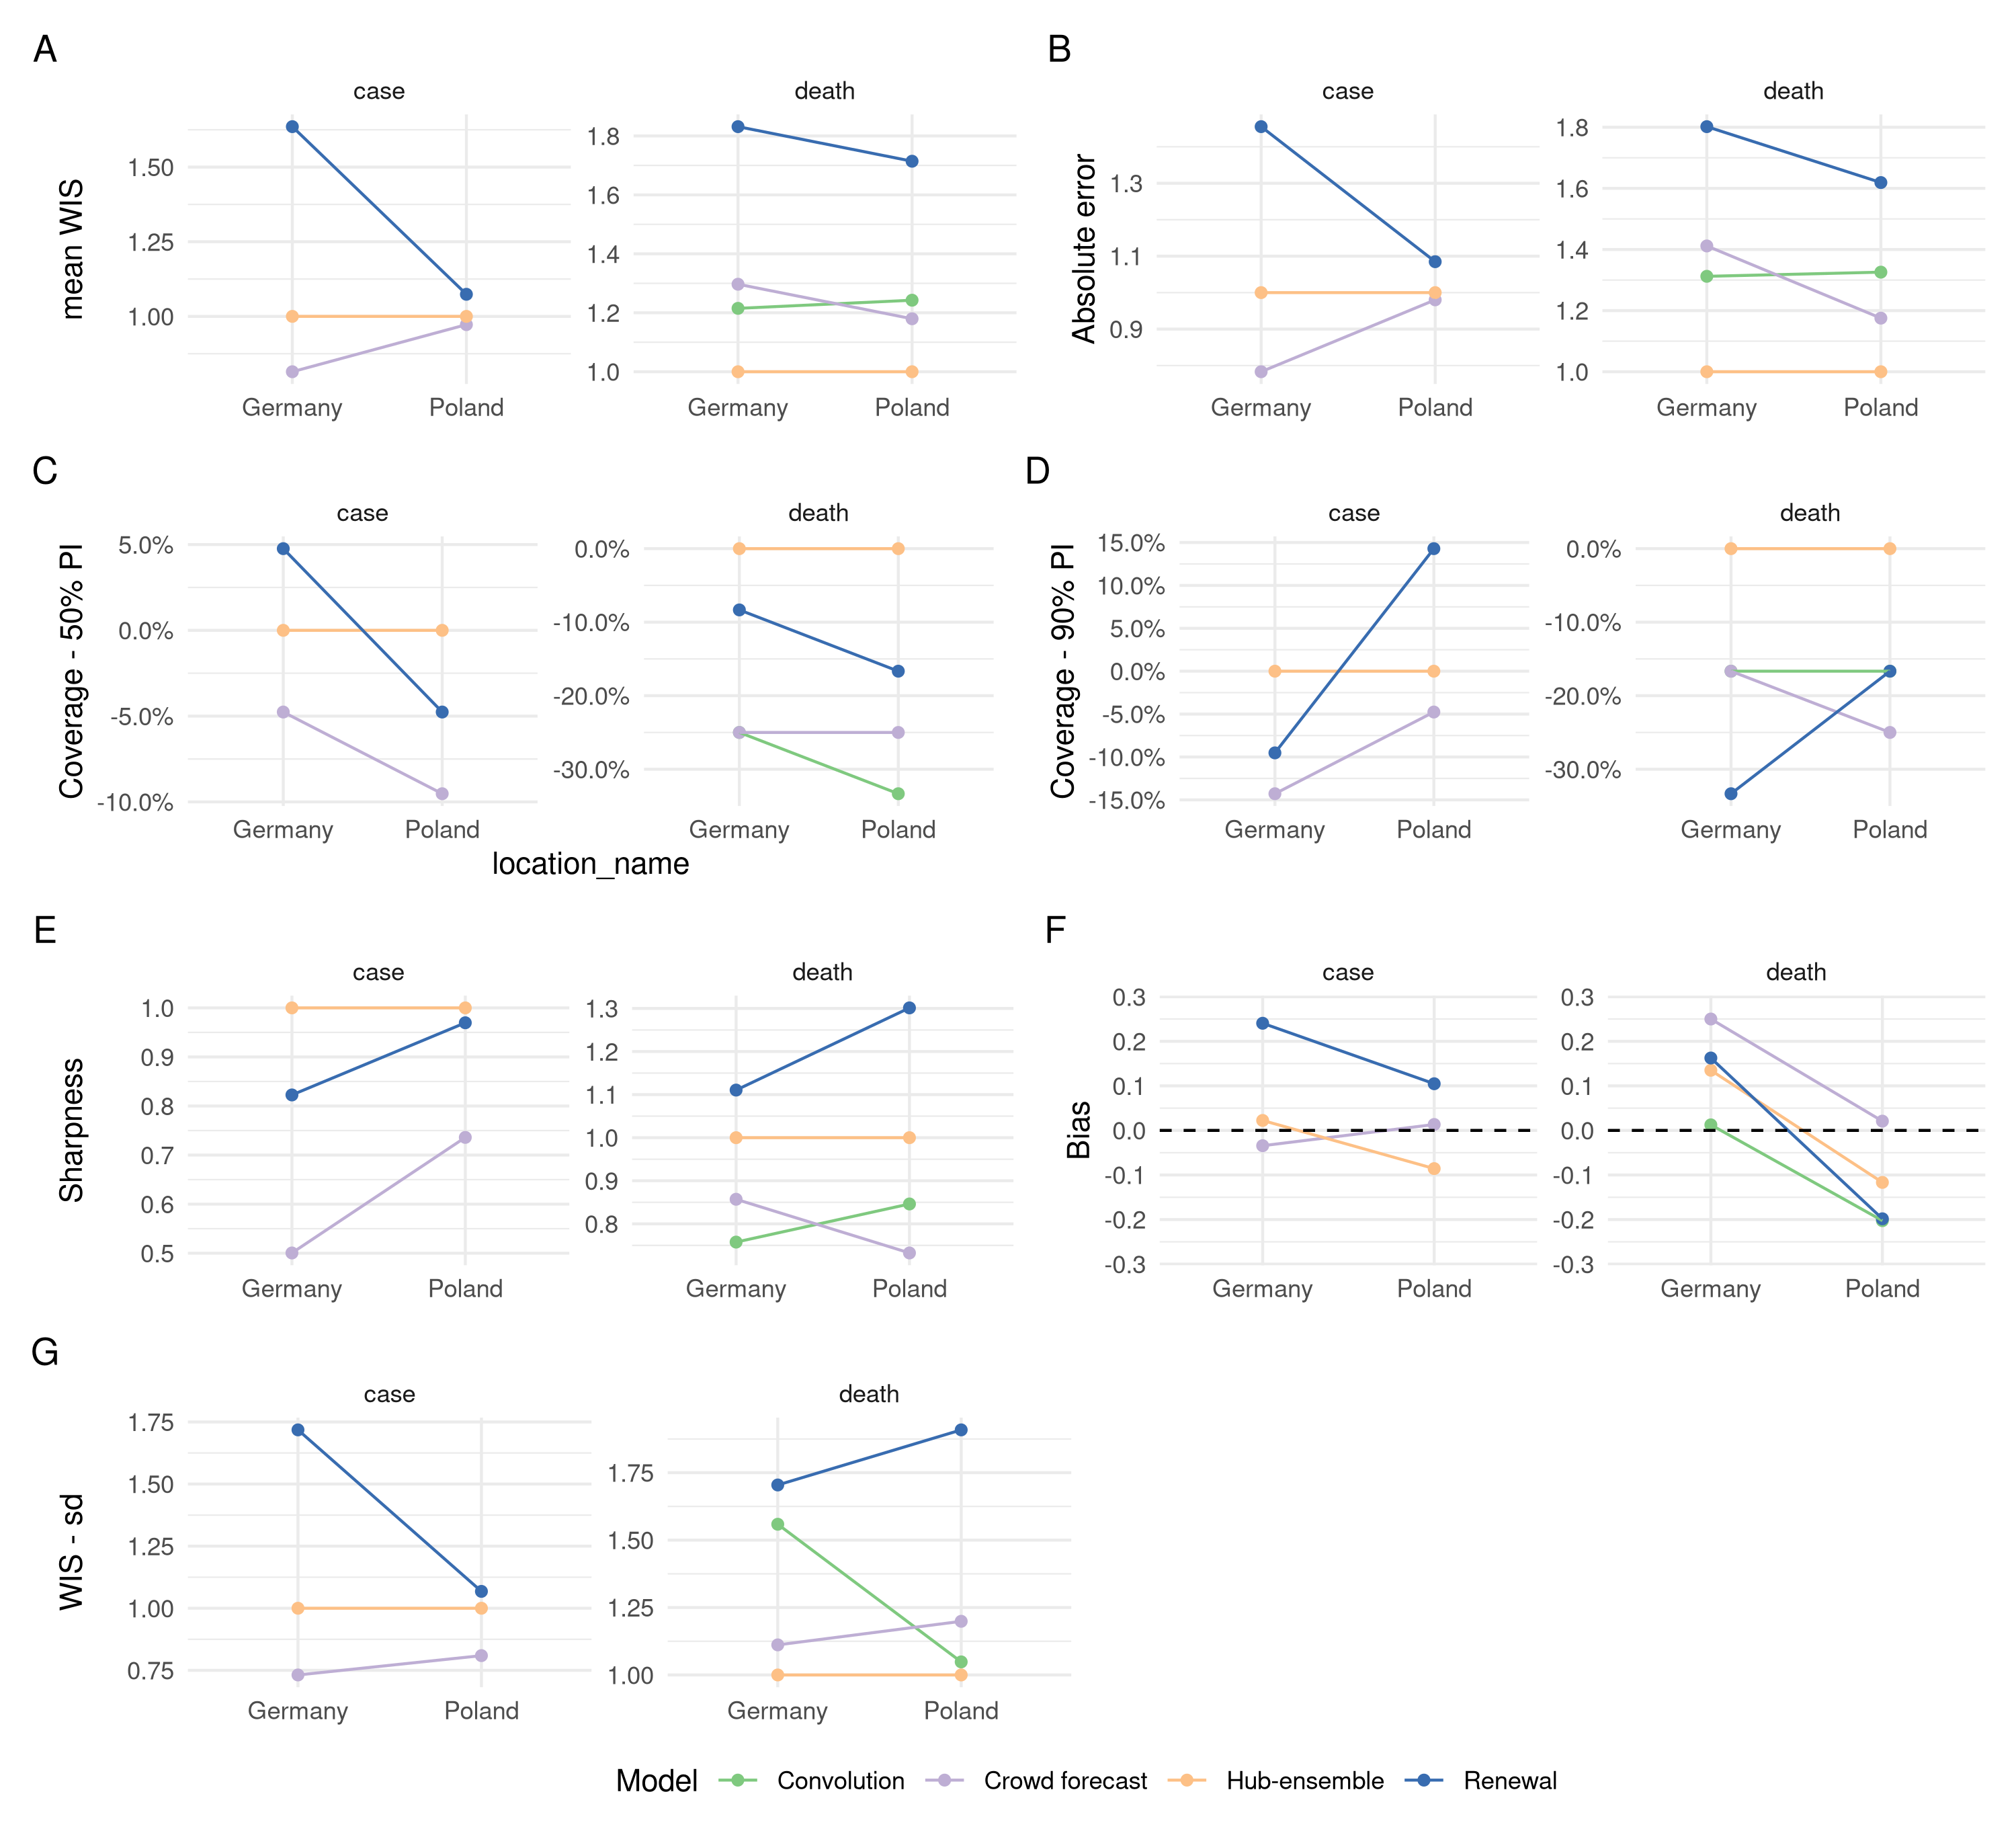 A
case
death
mean WIS
1.50
1.25
1.00
1.8
1.6
1.4
1.2
1.0
Germany
Poland
Germany
Poland
B
case
death
Absolute error
1.3
1.1
0.9
1.8
1.6
1.4
1.2
1.0
Germany
Poland
Germany
Poland
C
case
death
Coverage - 50% PI
5.0%
0.0%
-5.0%
-10.0%
0.0%
-10.0%
-20.0%
-30.0%
Germany
Poland
Germany
Poland
location_name
D
case
death
Coverage - 90% PI
15.0%
10.0%
5.0%
0.0%
-5.0%
-10.0%
-15.0%
0.0%
-10.0%
-20.0%
-30.0%
Germany
Poland
Germany
Poland
E
case
death
Sharpness
1.0
0.9
0.8
0.7
0.6
0.5
1.3
1.2
1.1
1.0
0.9
0.8
Germany
Poland
Germany
Poland
F
case
death
Bias
0.3
0.2
0.1
0.0
-0.1
-0.2
-0.3
0.3
0.2
0.1
0.0
-0.1
-0.2
-0.3
Germany
Poland
Germany
Poland
G
case
death
WIS - sd
1.75
1.50
1.25
1.00
0.75
1.75
1.50
1.25
1.00
Germany
Poland
Germany
Poland
Model Convolution Crowd forecast Hub-ensemble Renewal